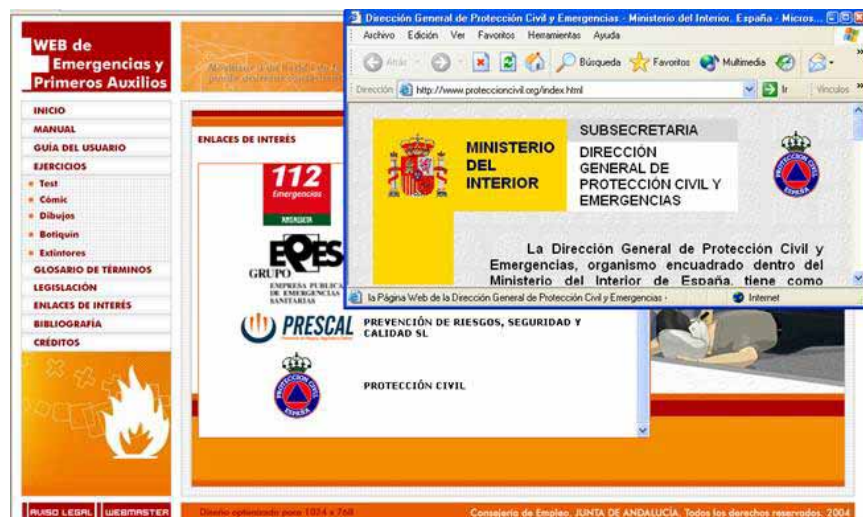 WEB de
Emergencias y
Primeros Auxilios
INICIO
MANUAL
GUÍA DEL USUARIO
EJERCICIOS
Test
Cómic
Dibujos
Botiquín
Extintores
GLOSARIO DE TÉRMINOS
LEGISLACIÓN
ENLACES DE INTERÉS
BIBLIOGRAFÍA
CRÉDITOS
AVISO LEGAL
WEBMASTER
ENLACES DE INTERÉS
112
Emergencias
ANDALUCÍA
EPES
GRUPO
EMPRESA PUBLICA
DE EMERGENCIAS
SANITARIAS
PRESCAL
PREVENCIÓN DE RIESGOS, SEGURIDAD Y
CALIDAD SL
PROTECCION CIVIL
ESPAÑA
PROTECCIÓN CIVIL
Dirección General de Protección Civil y Emergencias - Ministerio del Interior. España - Micros...
Archivo Edición Ver Favoritos Herramientas Ayuda
Atrás Búsqueda Favoritos Multimedia
Dirección http://www.proteccioncivil.org/index.html Ir Vínculos
MINISTERIO
DEL
INTERIOR
SUBSECRETARIA
DIRECCIÓN
GENERAL DE
PROTECCIÓN CIVIL Y
EMERGENCIAS
PROTECCION CIVIL
ESPAÑA
La Dirección General de Protección Civil y
Emergencias, organismo encuadrado dentro del
Ministerio del Interior de España, tiene como
la Página Web de la Dirección General de Protección Civil y Emergencias - Internet
Diseño optimizado para 1024 x 768
Consejería de Empleo. JUNTA DE ANDALUCÍA. Todos los derechos reservados. 2004